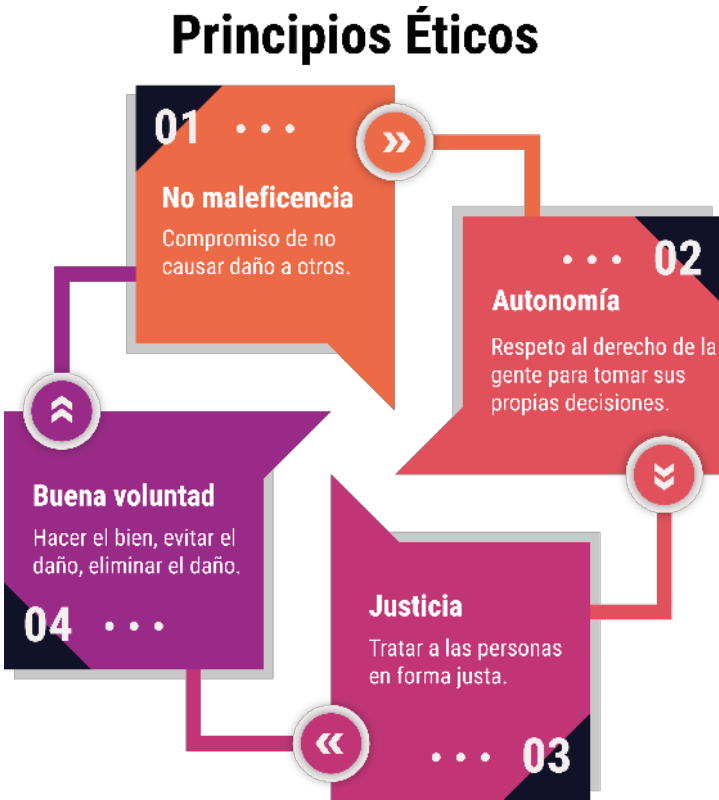 Principios Éticos
01
No maleficencia
Compromiso de no
causar daño a otros.
02
Autonomía
Respeto al derecho de la
gente para tomar sus
propias decisiones.
Justicia
Tratar a las personas
en forma justa.
03
Buena voluntad
Hacer el bien, evitar el
daño, eliminar el daño.
04